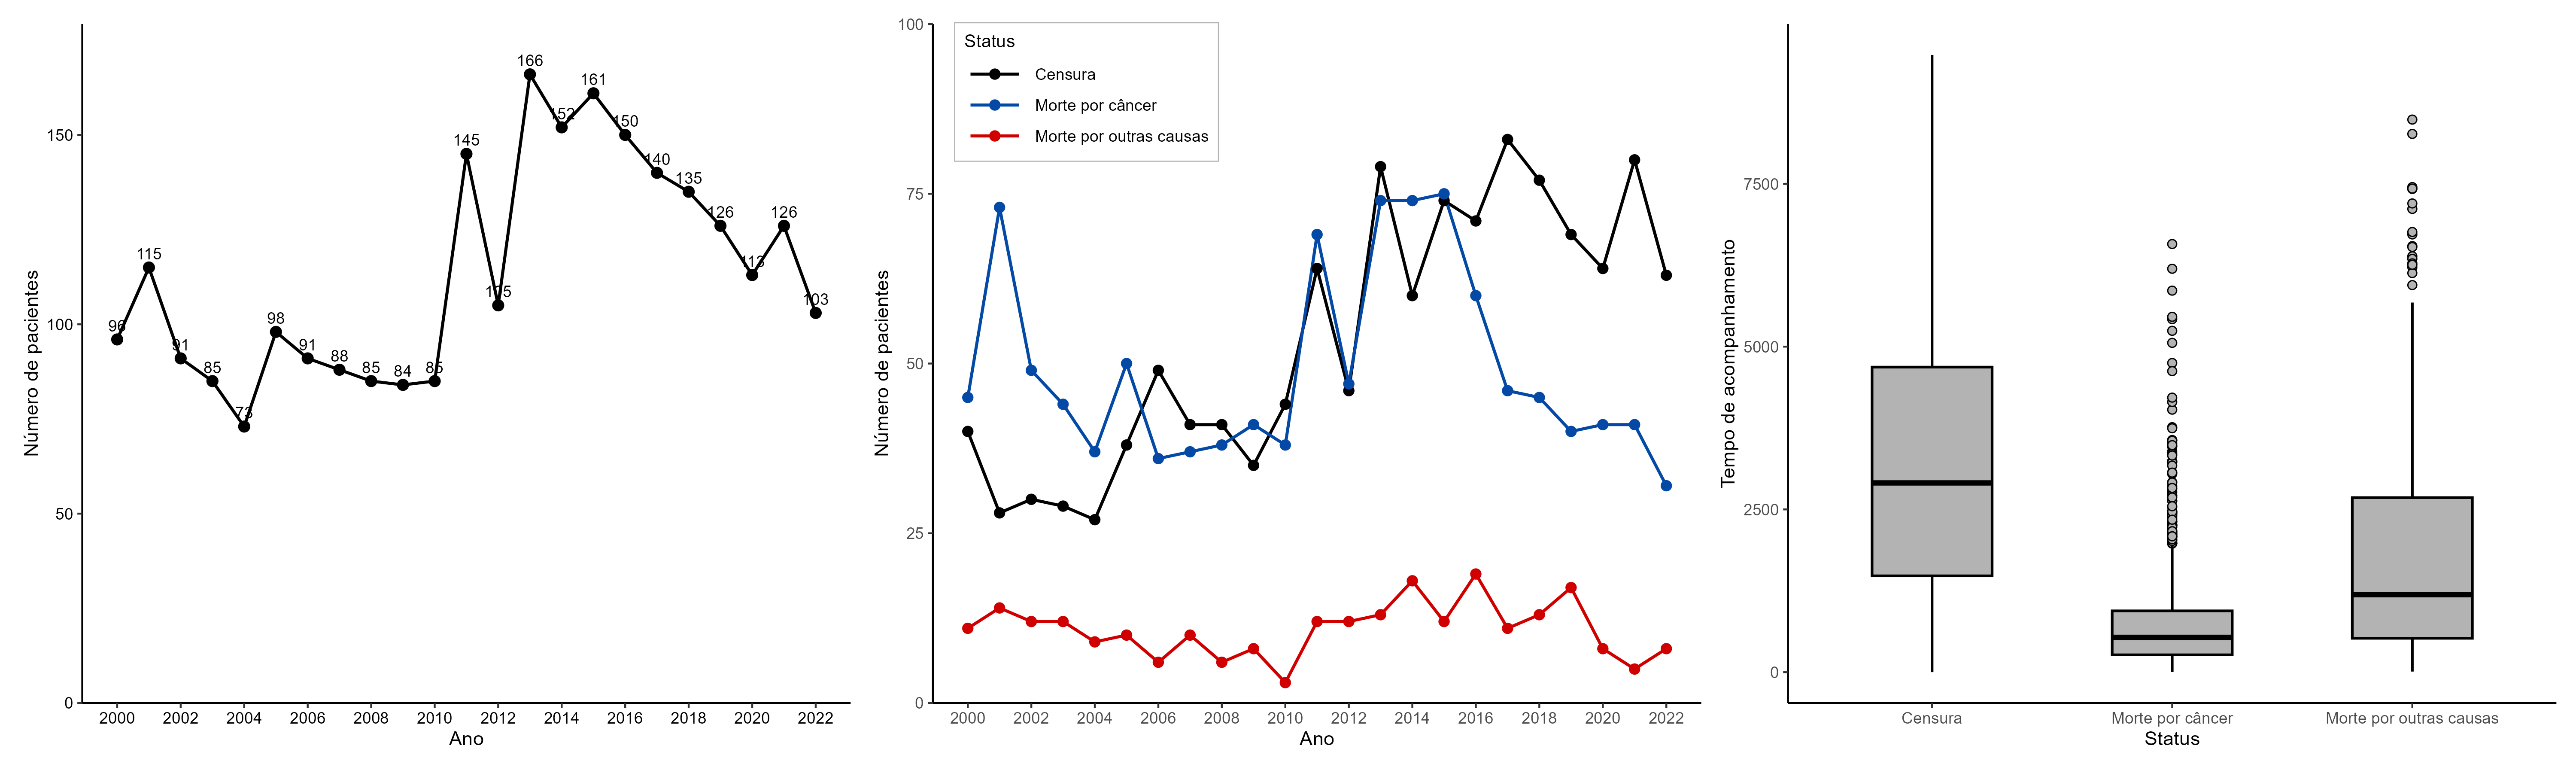 Número de pacientes
150
100
50
0
96
115
91
85
73
98
91
88
85
84
85
145
105
166
152
161
150
140
135
126
113
126
103
2000 2002 2004 2006 2008 2010 2012 2014 2016 2018 2020 2022
Ano
Número de pacientes
100
75
50
25
0
Status
Censura
Morte por câncer
Morte por outras causas
2000 2002 2004 2006 2008 2010 2012 2014 2016 2018 2020 2022
Ano
Tempo de acompanhamento
7500
5000
2500
0
Censura Morte por câncer Morte por outras causas
Status